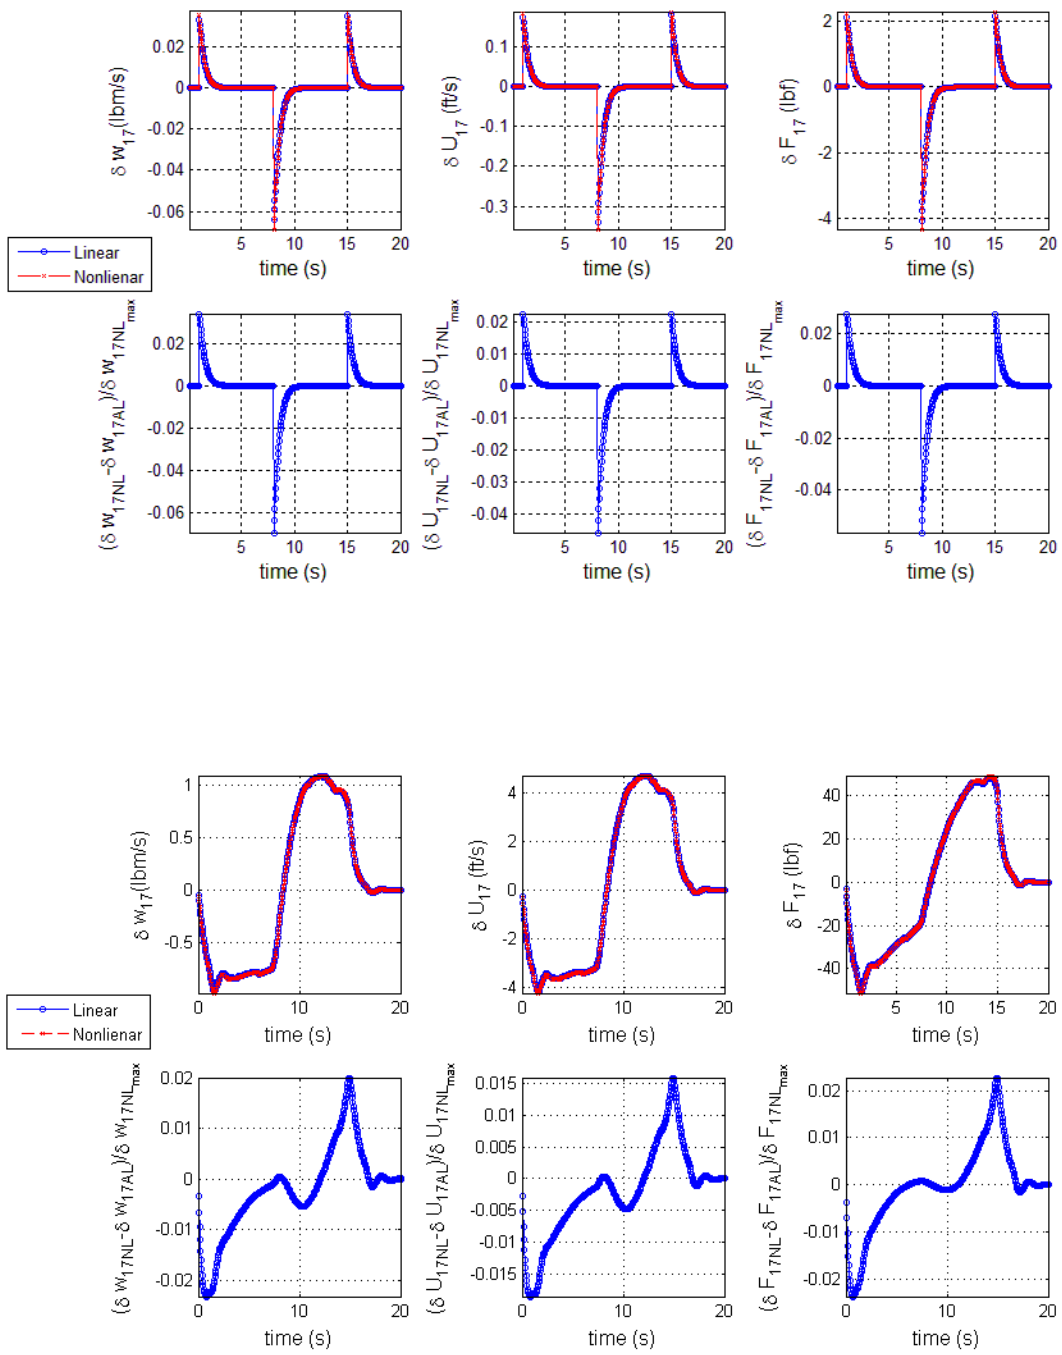 δ w17(lbm/s)
0.02
0
-0.02
-0.04
-0.06
5 10 15 20
time (s)
δ U17 (ft/s)
0.1
0
-0.1
-0.2
-0.3
5 10 15 20
time (s)
δ F17 (lbf)
2
0
-2
-4
5 10 15 20
time (s)
Linear
Nonlienar
(δ w17NL-δ w17AL)/δ w17NLmax
0.02
0
-0.02
-0.04
-0.06
5 10 15 20
time (s)
(δ U17NL-δ U17AL)/δ U17NLmax
0.02
0.01
0
-0.01
-0.02
-0.03
-0.04
5 10 15 20
time (s)
(δ F17NL-δ F17AL)/δ F17NLmax
0.02
0
-0.02
-0.04
5 10 15 20
time (s)
δ w17(lbm/s)
1
0.5
0
-0.5
0 10 20
time (s)
δ U17 (ft/s)
4
2
0
-2
-4
0 10 20
time (s)
δ F17 (lbf)
40
20
0
-20
-40
0 5 10 15 20
time (s)
Linear
Nonlienar
(δ w17NL-δ w17AL)/δ w17NLmax
0.02
0.01
0
-0.01
-0.02
0 10 20
time (s)
(δ U17NL-δ U17AL)/δ U17NLmax
0.015
0.01
0.005
0
-0.005
-0.01
-0.015
0 10 20
time (s)
(δ F17NL-δ F17AL)/δ F17NLmax
0.02
0.01
0
-0.01
-0.02
0 5 10 15 20
time (s)